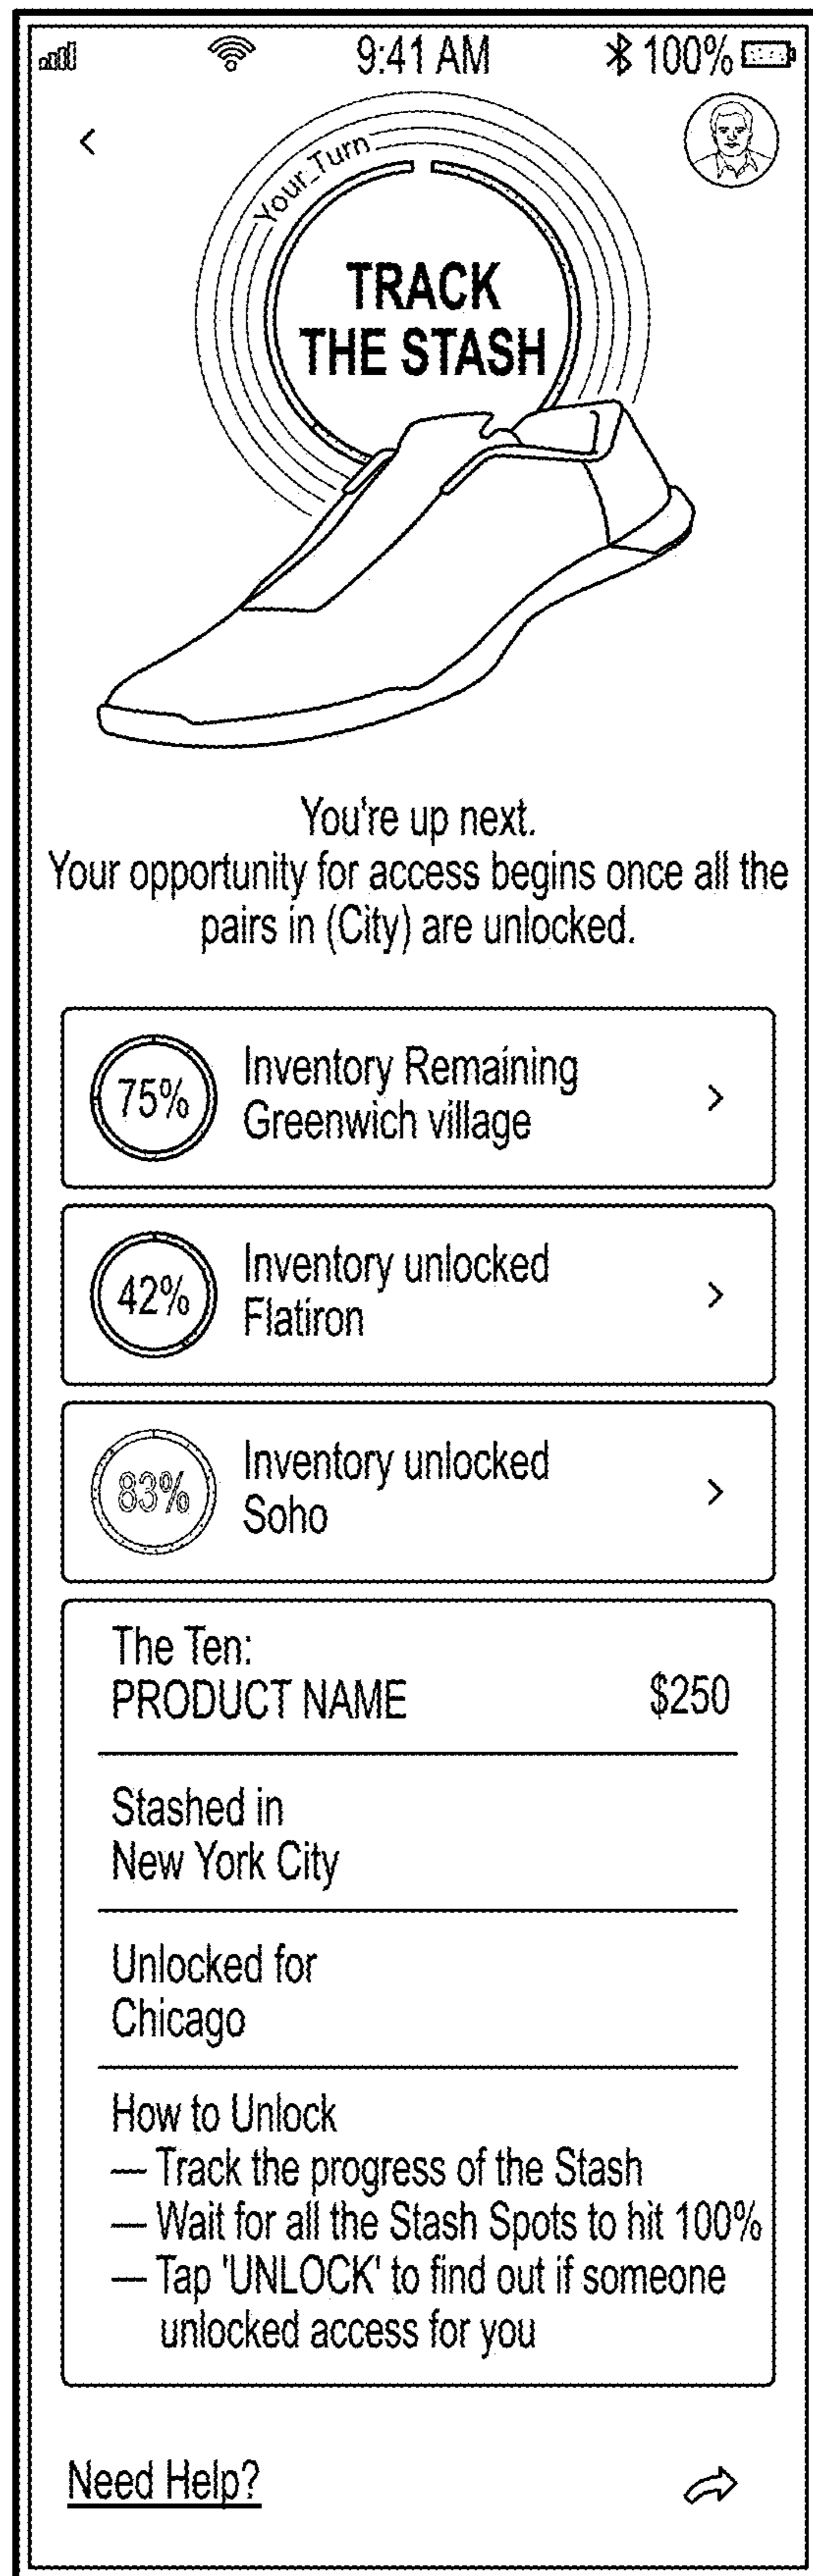 9:41 AM
100%
Your Turn
TRACK
THE STASH
You're up next.
Your opportunity for access begins once all the
pairs in (City) are unlocked.
75%
Inventory Remaining
Greenwich village
42%
Inventory unlocked
Flatiron
83%
Inventory unlocked
Soho
The Ten:
PRODUCT NAME
$250
Stashed in
New York City
Unlocked for
Chicago
How to Unlock
— Track the progress of the Stash
— Wait for all the Stash Spots to hit 100%
— Tap 'UNLOCK' to find out if someone
unlocked access for you
Need Help?